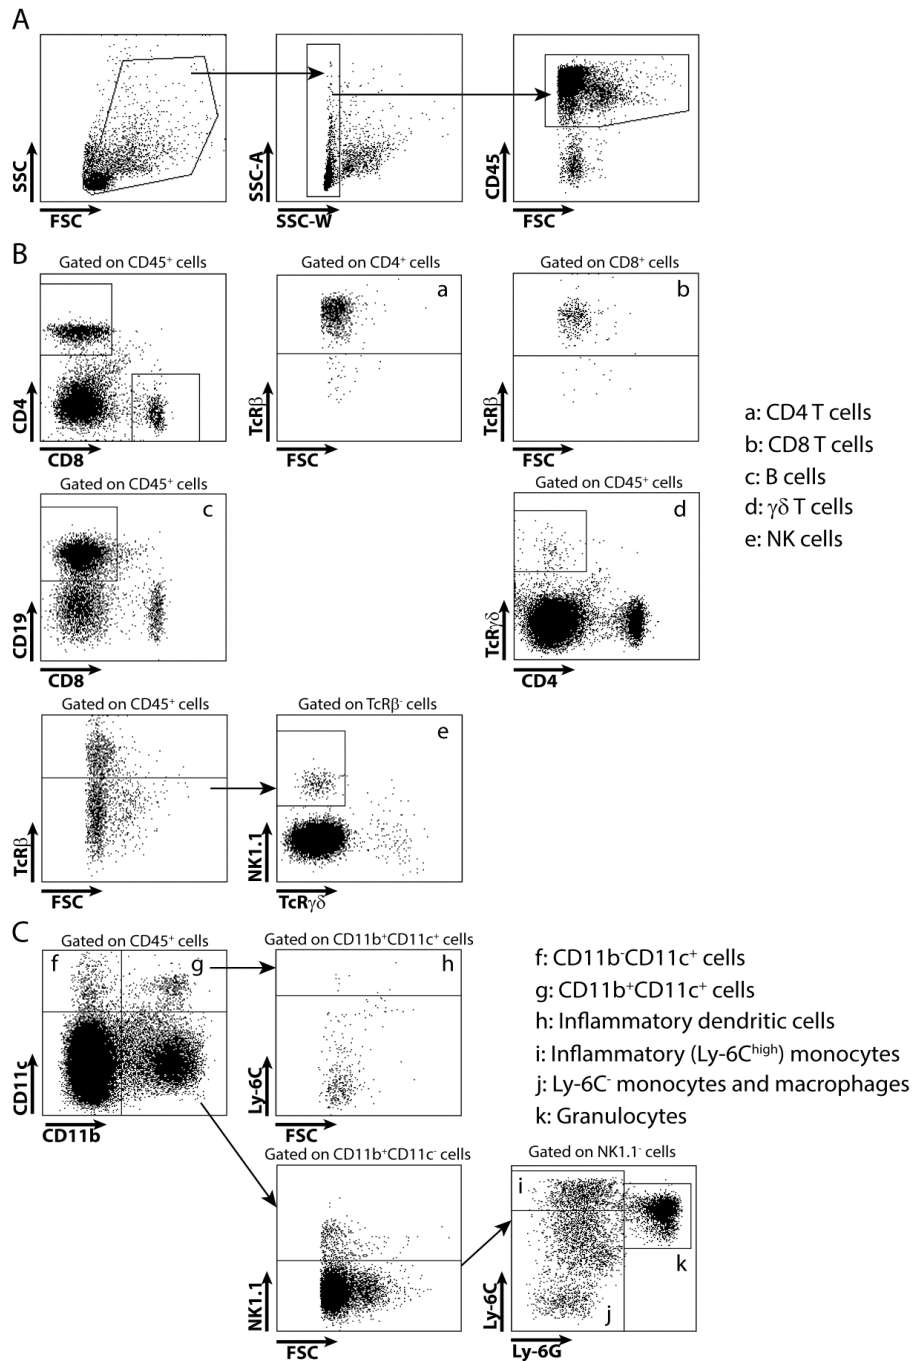 A
SSC
FSC
SSC-A
SSC-W
CD45
FSC
B
Gated on CD45⁺ cells
CD4
CD8
Gated on CD4⁺ cells
a
TcRβ
FSC
Gated on CD8⁺ cells
b
TcRβ
FSC
a: CD4 T cells
b: CD8 T cells
c: B cells
d: γδ T cells
e: NK cells
Gated on CD45⁺ cells
c
CD19
CD8
Gated on CD45⁺ cells
d
TcRγδ
CD4
Gated on CD45⁺ cells
TcRβ
FSC
Gated on TcRβ⁻ cells
e
NK1.1
TcRγδ
C
Gated on CD45⁺ cells
f
g
CD11c
CD11b
Gated on CD11b⁺CD11c⁺ cells
h
Ly-6C
FSC
f: CD11b⁻CD11c⁺ cells
g: CD11b⁺CD11c⁺ cells
h: Inflammatory dendritic cells
i: Inflammatory (Ly-6Cʰⁱᵍʰ) monocytes
j: Ly-6C⁻ monocytes and macrophages
k: Granulocytes
Gated on CD11b⁺CD11c⁻ cells
NK1.1
FSC
Gated on NK1.1⁻ cells
i
k
j
Ly-6C
Ly-6G